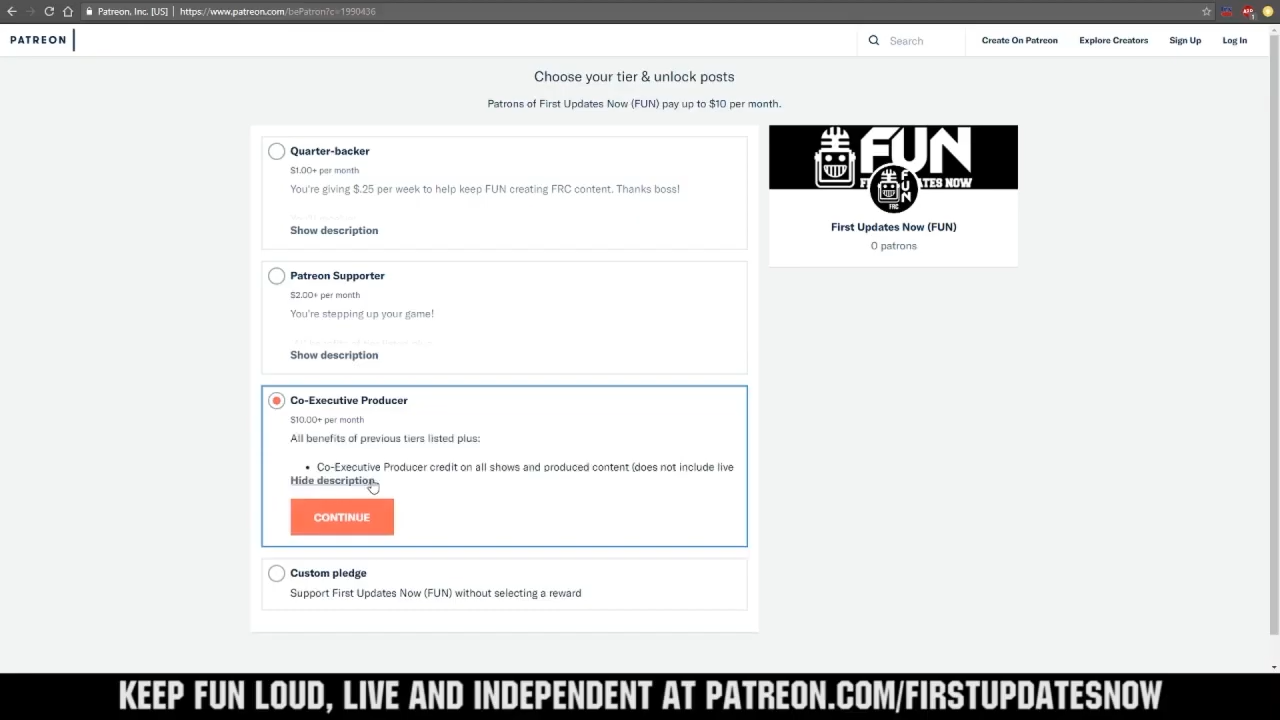 Patreon, Inc. [US] | https://www.patreon.com/bePatron?c=1990436
PATREON
Search
Create On Patreon
Explore Creators
Sign Up
Log In
Choose your tier & unlock posts
Patrons of First Updates Now (FUN) pay up to $10 per month.
Quarter-backer
$1.00+ per month
You're giving $.25 per week to help keep FUN creating FRC content. Thanks boss!
Show description
Patreon Supporter
$2.00+ per month
You're stepping up your game!
Show description
Co-Executive Producer
$10.00+ per month
All benefits of previous tiers listed plus:
• Co-Executive Producer credit on all shows and produced content (does not include live
Hide description
CONTINUE
Custom pledge
Support First Updates Now (FUN) without selecting a reward
FUN
FUN
FRC
First Updates Now (FUN)
0 patrons
KEEP FUN LOUD, LIVE AND INDEPENDENT AT PATREON.COM/FIRSTUPDATESNOW